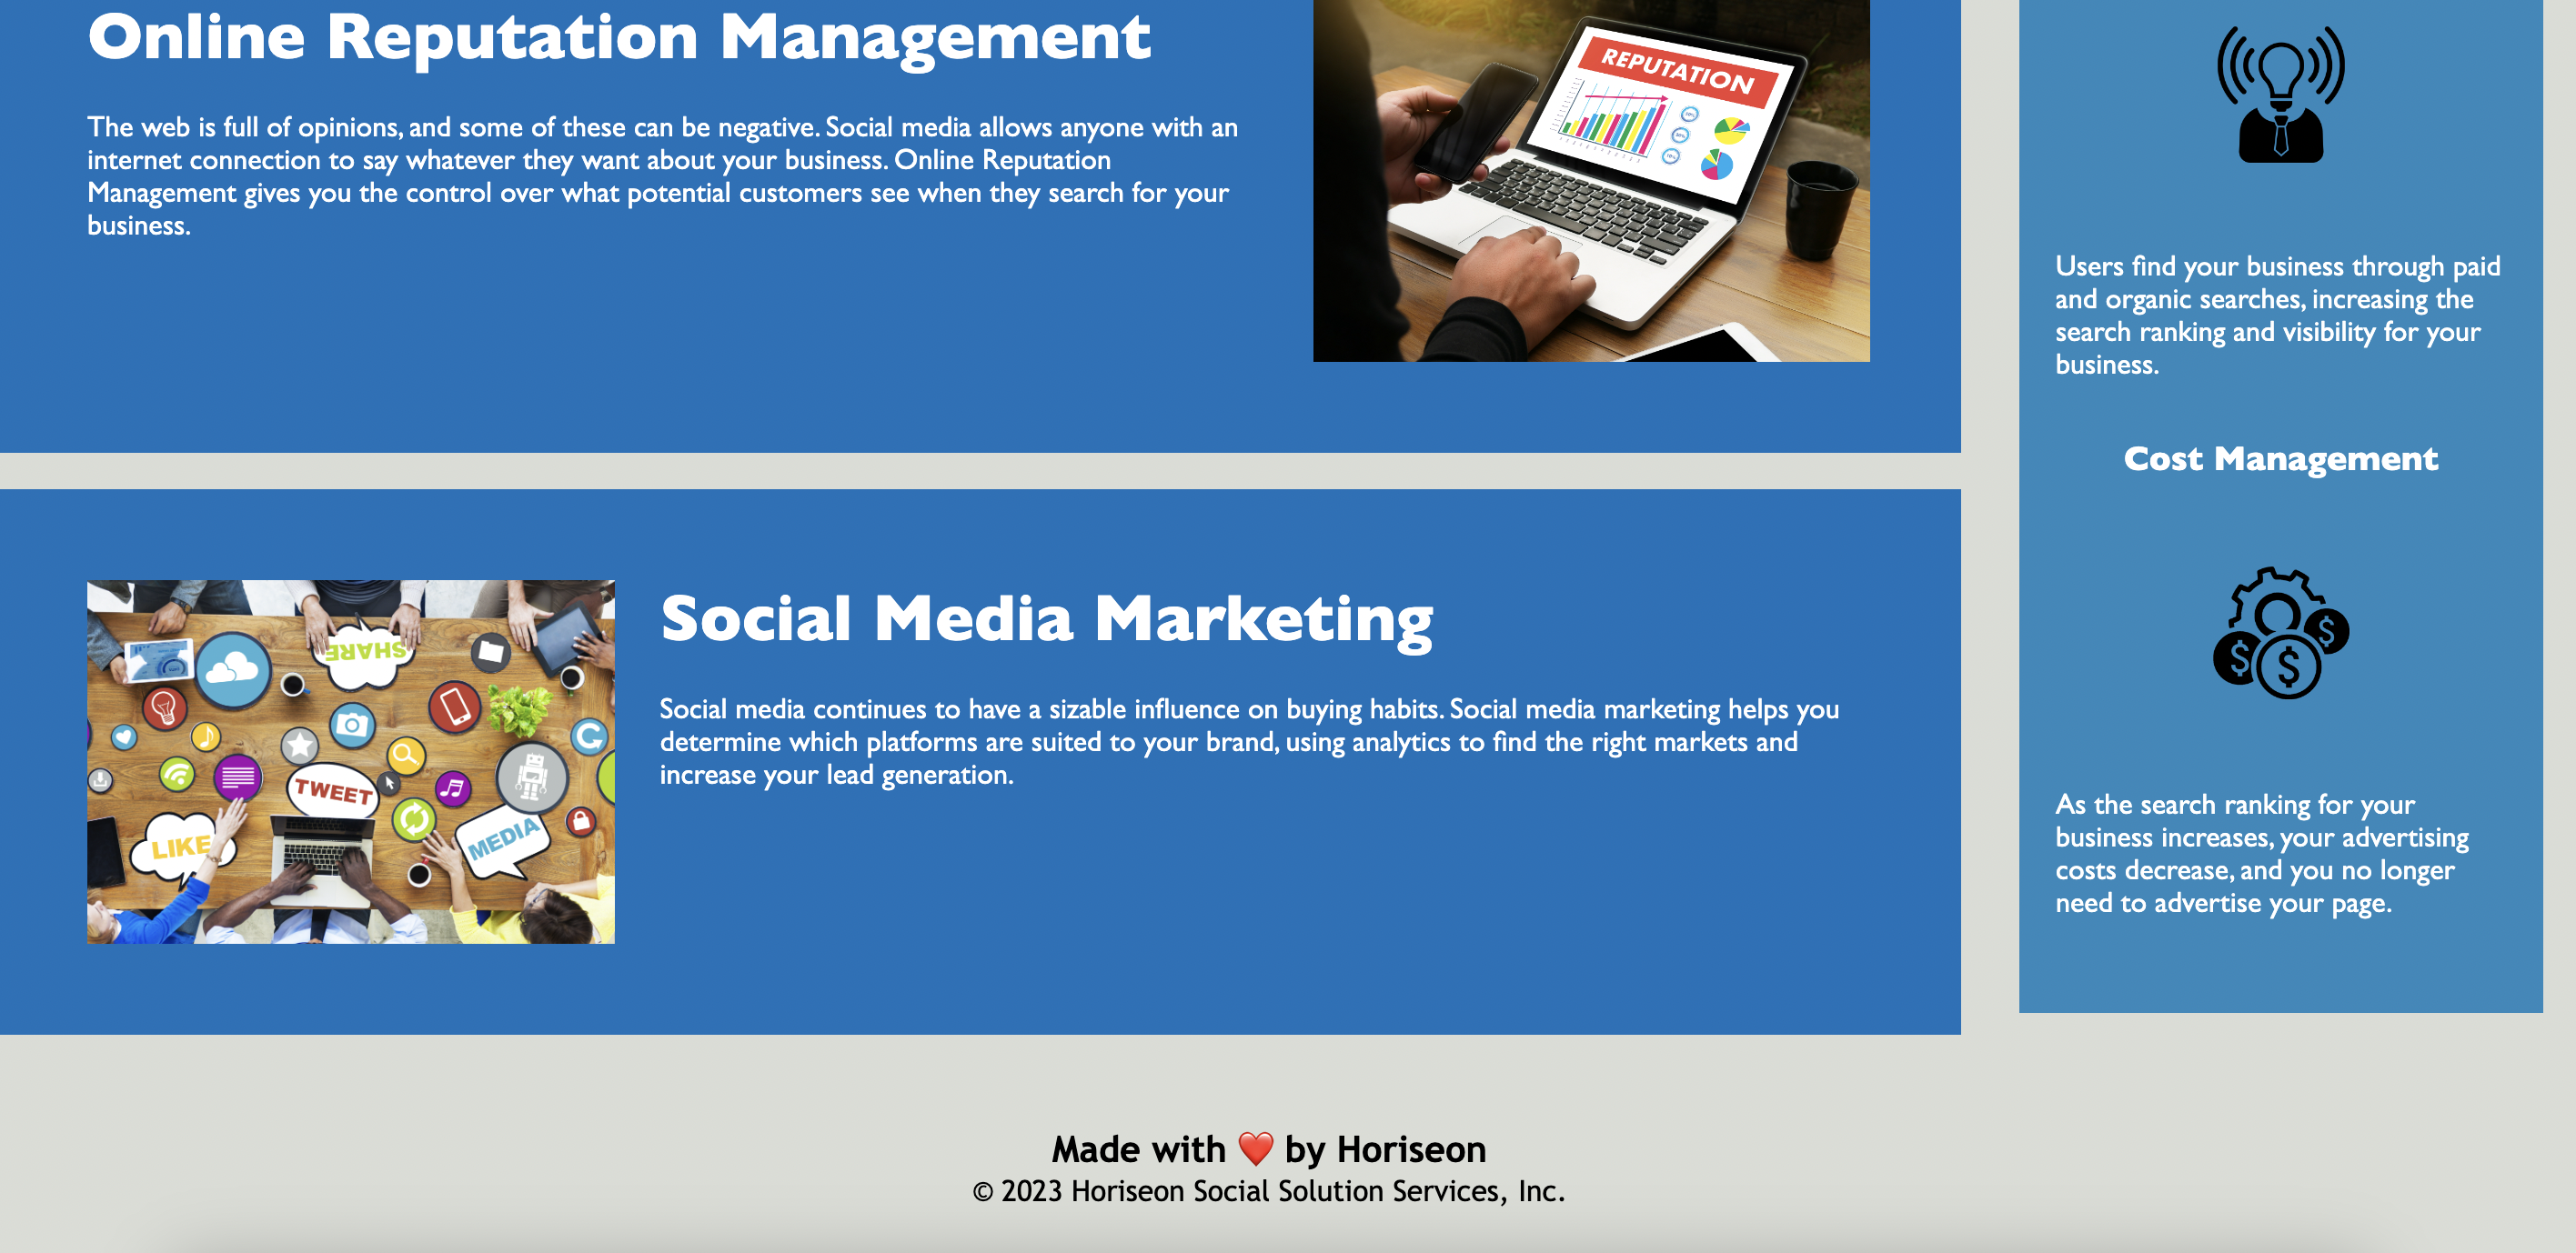 Online Reputation Management
The web is full of opinions, and some of these can be negative. Social media allows anyone with an
internet connection to say whatever they want about your business. Online Reputation
Management gives you the control over what potential customers see when they search for your
business.
REPUTATION
Social Media Marketing
Social media continues to have a sizable influence on buying habits. Social media marketing helps you
determine which platforms are suited to your brand, using analytics to find the right markets and
increase your lead generation.
SHARE
TWEET
LIKE
MEDIA
Users find your business through paid
and organic searches, increasing the
search ranking and visibility for your
business.
Cost Management
$ $ $
As the search ranking for your
business increases, your advertising
costs decrease, and you no longer
need to advertise your page.
Made with ❤️ by Horiseon
© 2023 Horiseon Social Solution Services, Inc.